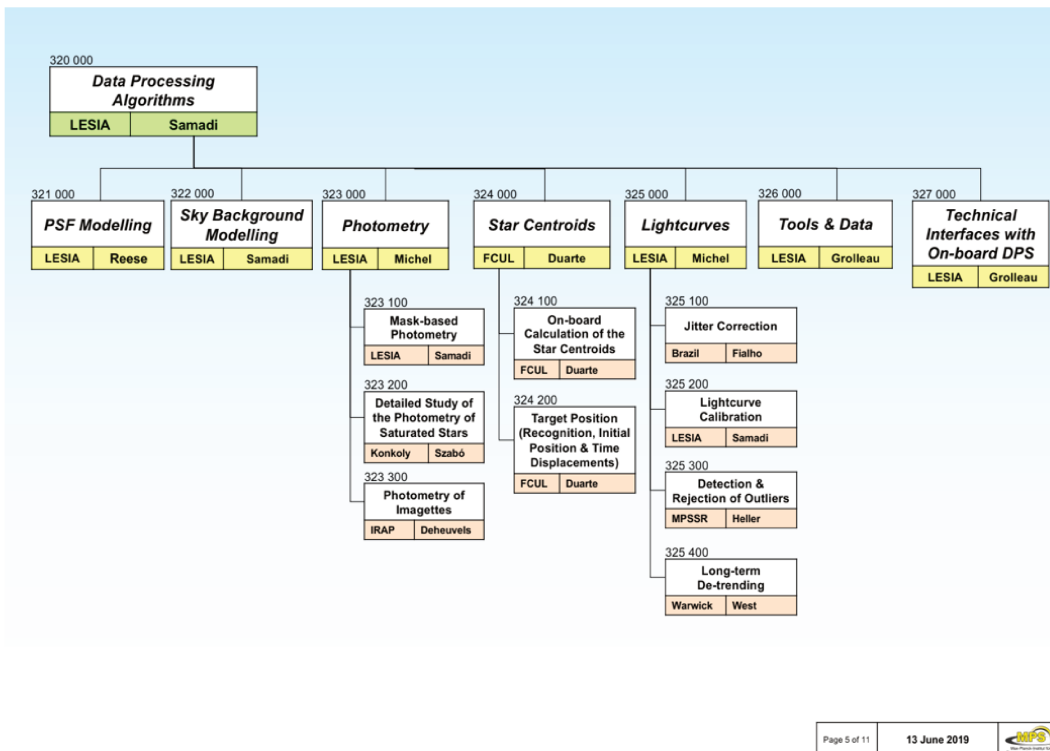 320 000
Data Processing
Algorithms
LESIA Samadi
321 000
PSF Modelling
LESIA Reese
322 000
Sky Background
Modelling
LESIA Samadi
323 000
Photometry
LESIA Michel
324 000
Star Centroids
FCUL Duarte
325 000
Lightcurves
LESIA Michel
326 000
Tools & Data
LESIA Grolleau
327 000
Technical
Interfaces with
On-board DPS
LESIA Grolleau
323 100
Mask-based
Photometry
LESIA Samadi
323 200
Detailed Study of
the Photometry of
Saturated Stars
Konkoly Szabó
323 300
Photometry of
Imagettes
IRAP Deheuvels
324 100
On-board
Calculation of the
Star Centroids
FCUL Duarte
324 200
Target Position
(Recognition, Initial
Position & Time
Displacements)
FCUL Duarte
325 100
Jitter Correction
Brazil Fialho
325 200
Lightcurve
Calibration
LESIA Samadi
325 300
Detection &
Rejection of Outliers
MPSSR Heller
325 400
Long-term
De-trending
Warwick West
Page 5 of 11
13 June 2019
MPS